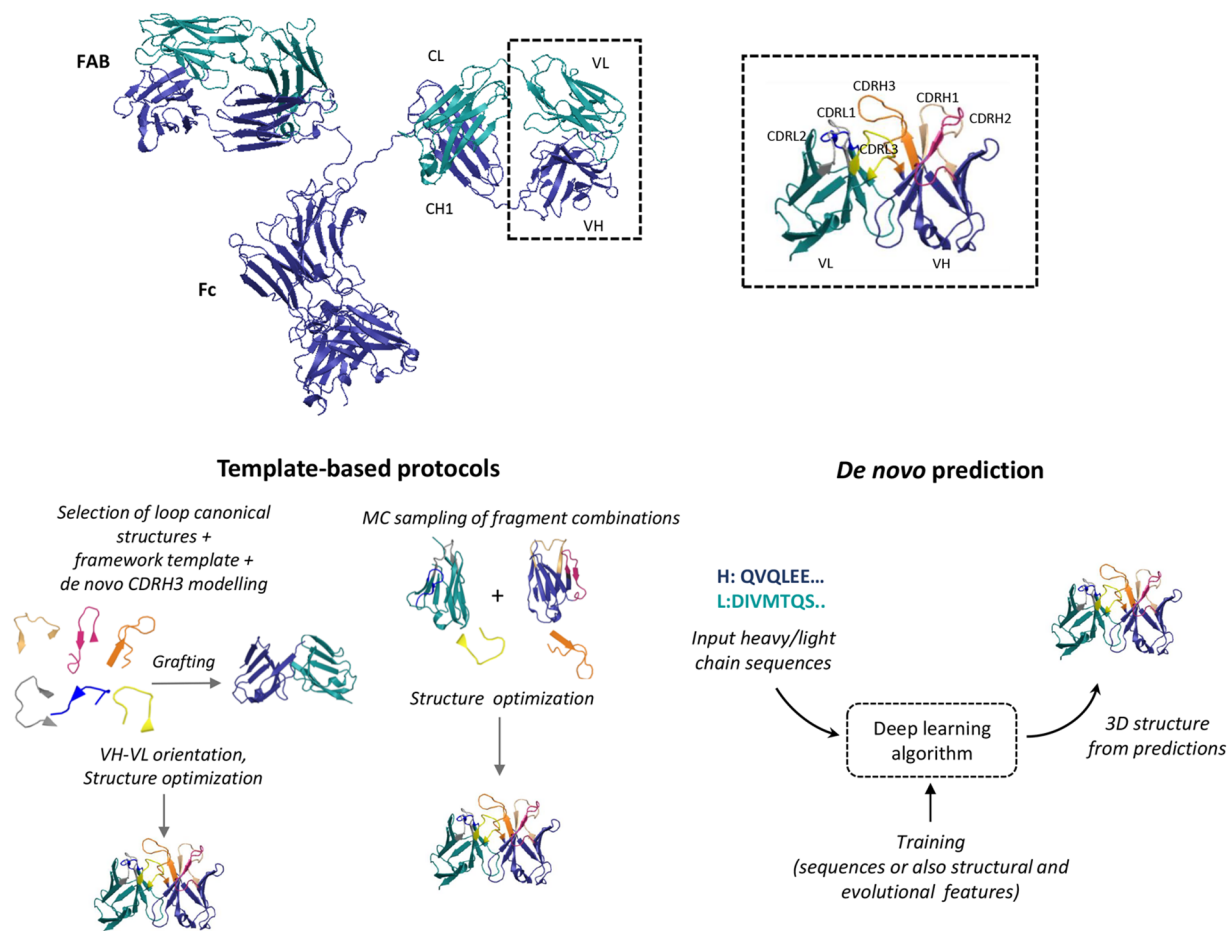 FAB
CL
VL
CH1
VH
Fc
CDRH3
CDRL1
CDRH1
CDRL2
CDRH2
CDRL3
VL
VH
Template-based protocols
Selection of loop canonical
structures +
framework template +
de novo CDRH3 modelling
Grafting
VH-VL orientation,
Structure optimization
MC sampling of fragment combinations
+
Structure optimization
De novo prediction
H: QVQLEE...
L:DIVMTQS..
Input heavy/light
chain sequences
Deep learning
algorithm
3D structure
from predictions
Training
(sequences or also structural and
evolutional features)